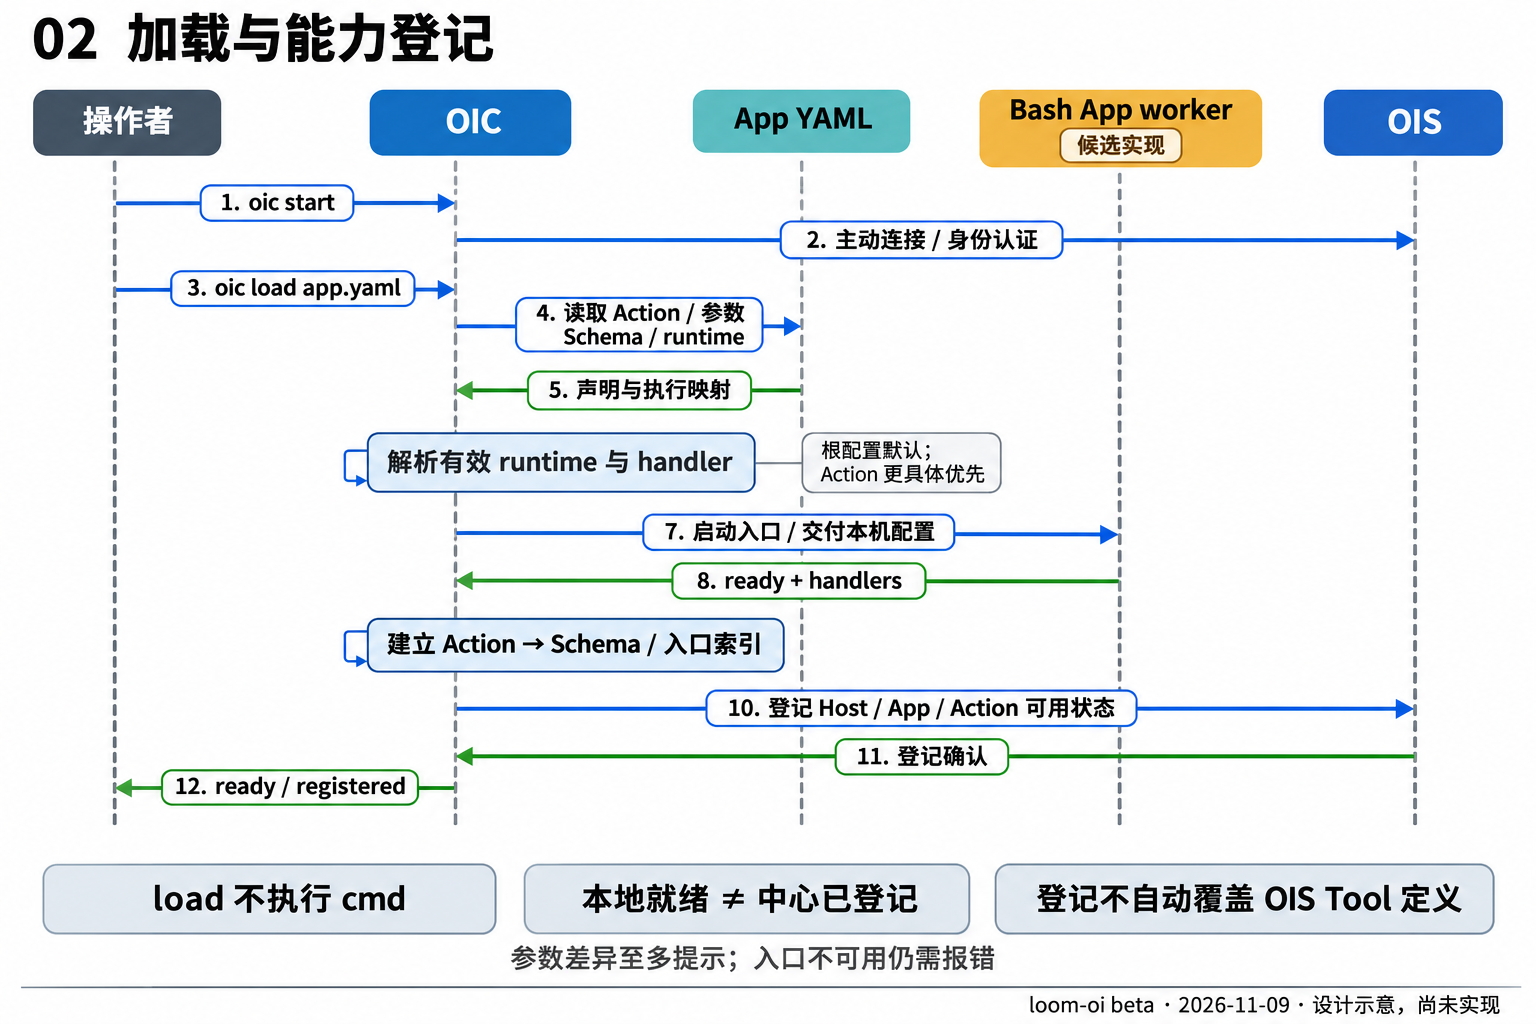 02 加载与能力登记
操作者
OIC
App YAML
Bash App worker
候选实现
OIS
1. oic start
2. 主动连接 / 身份认证
3. oic load app.yaml
4. 读取 Action / 参数
Schema / runtime
5. 声明与执行映射
解析有效 runtime 与 handler
根配置默认；
Action 更具体优先
7. 启动入口 / 交付本机配置
8. ready + handlers
建立 Action → Schema / 入口索引
10. 登记 Host / App / Action 可用状态
11. 登记确认
12. ready / registered
load 不执行 cmd
本地就绪 ≠ 中心已登记
登记不自动覆盖 OIS Tool 定义
参数差异至多提示；入口不可用仍需报错
loom-oi beta · 2026-11-09 · 设计示意，尚未实现